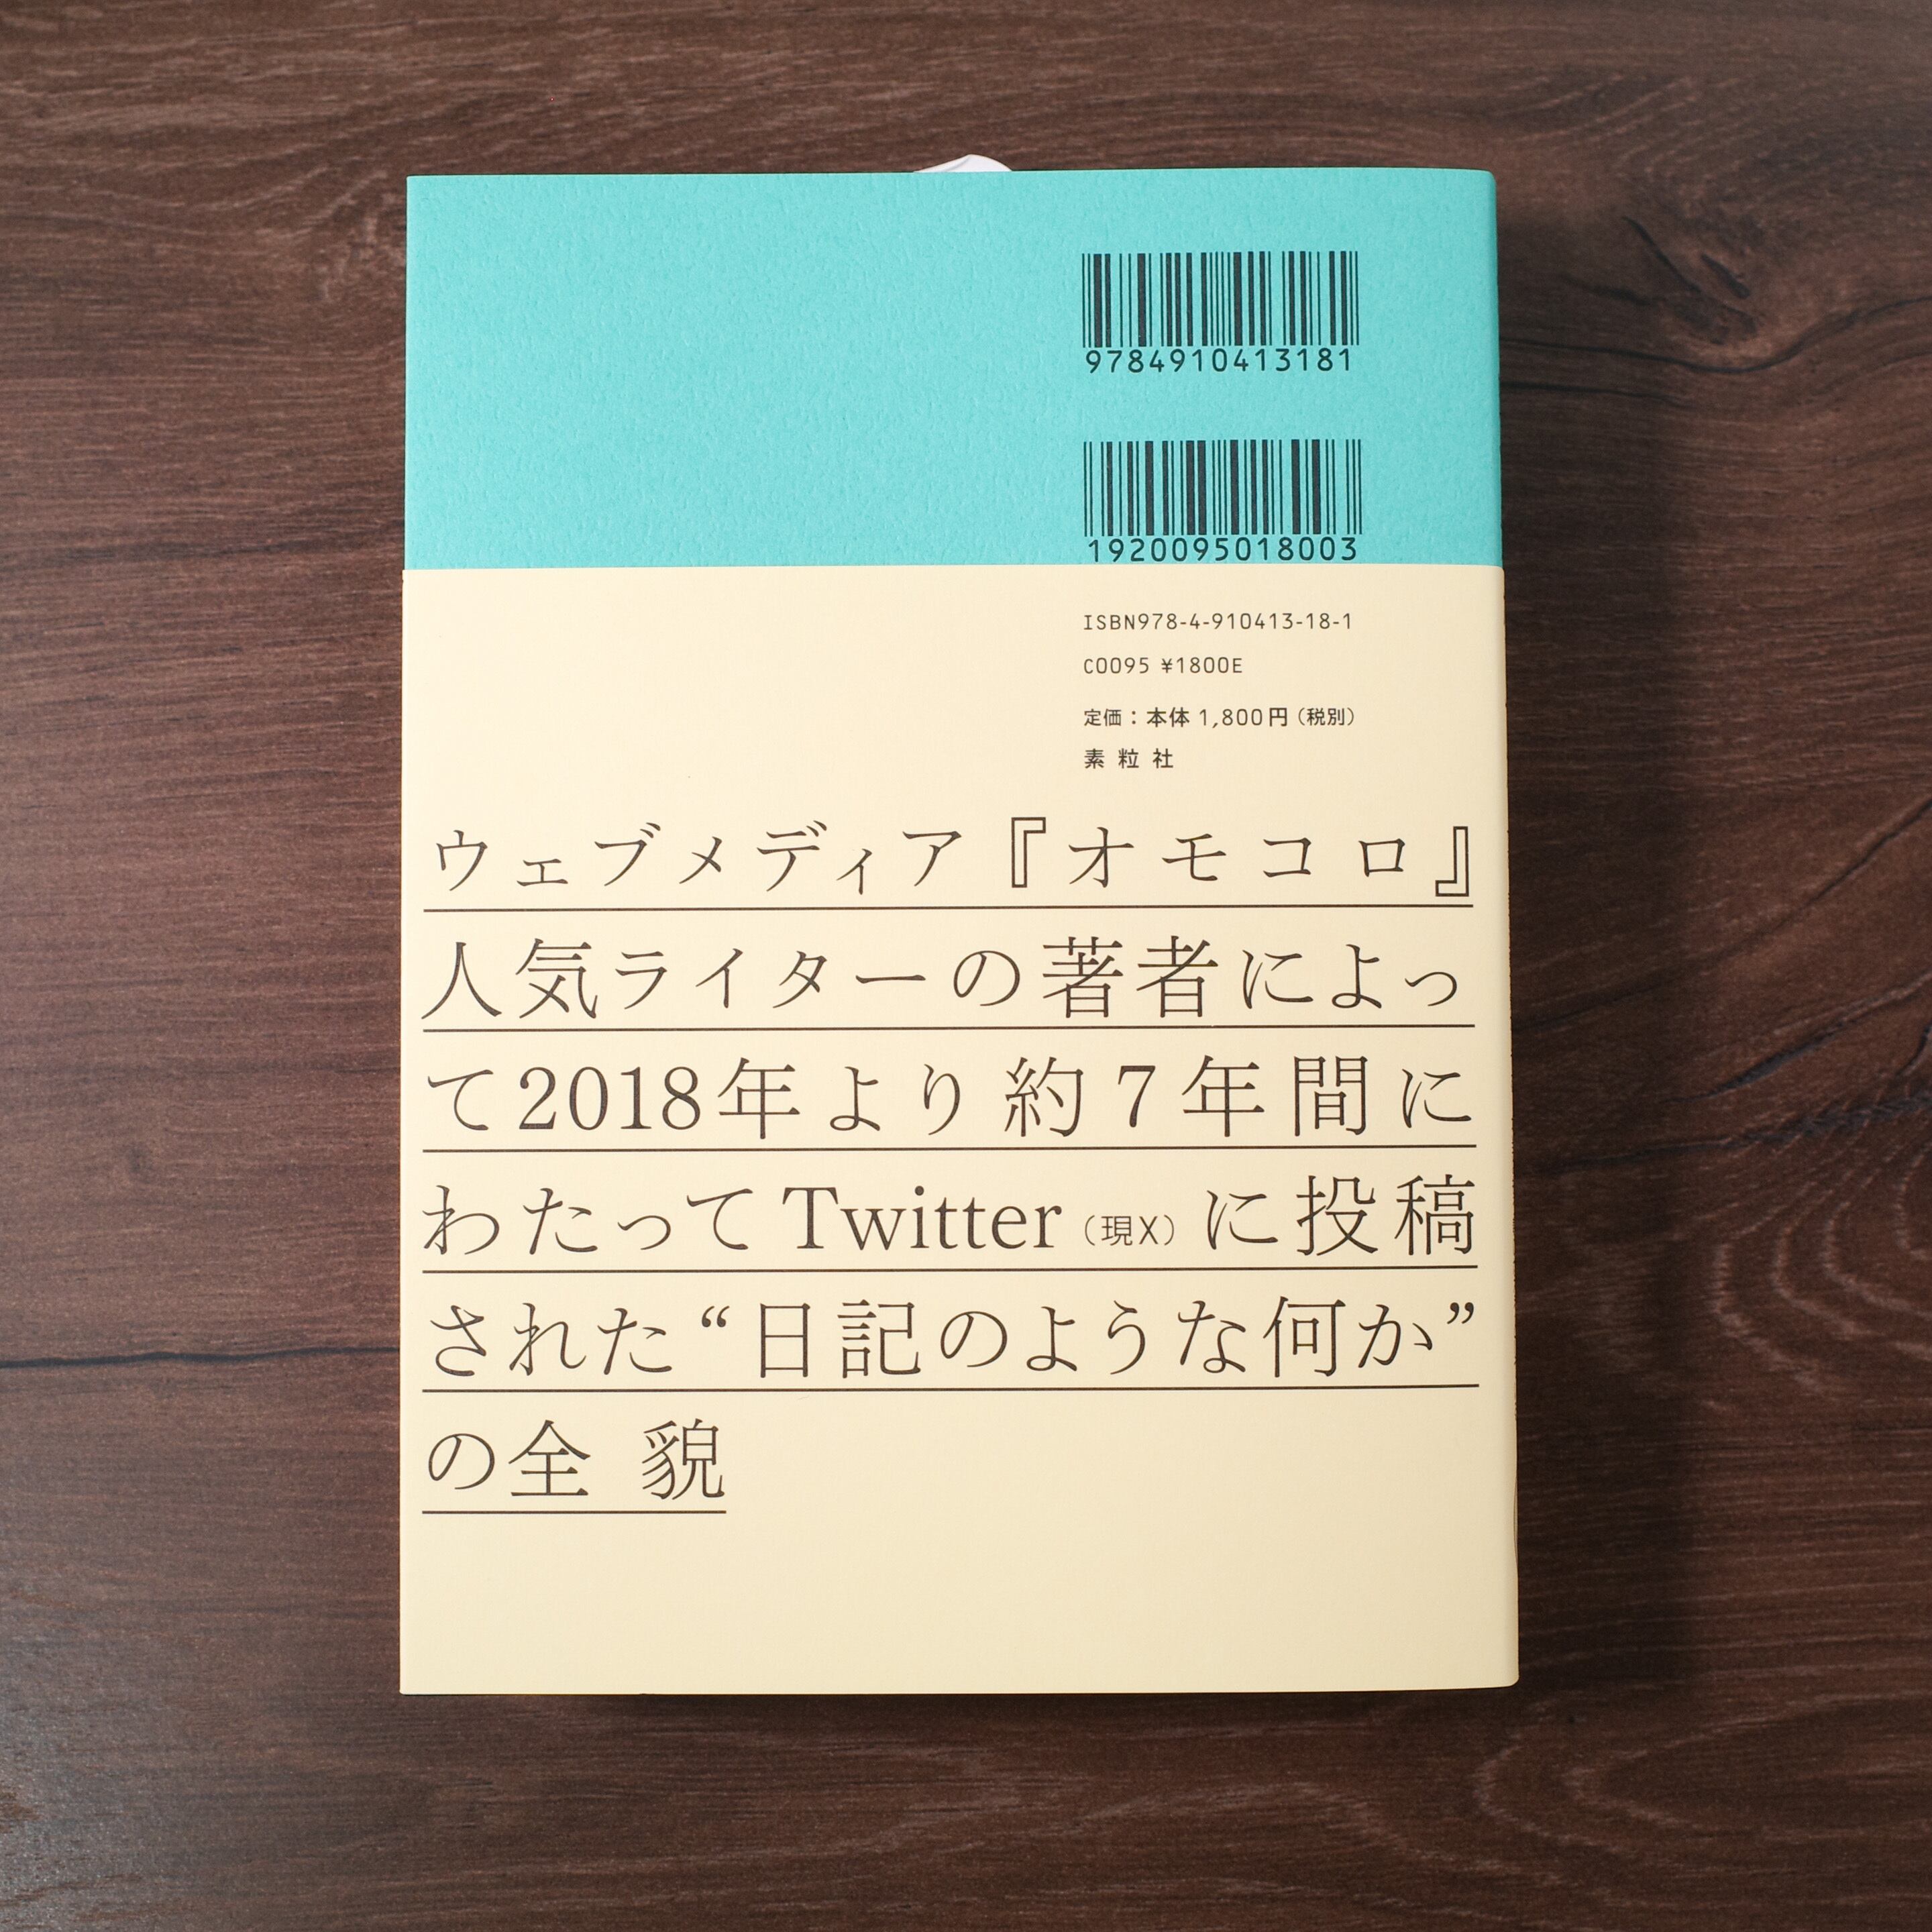 9784910413181
1920095018003
ISBN978-4-910413-18-1
C0095 ¥1800E
定価：本体 1,800円（税別）
素粒社
ウェブメディア『オモコロ』
人気ライターの著者によっ
て2018年より約7年間に
わたってTwitter（現X）に投稿
された“日記のような何か”
の全貌